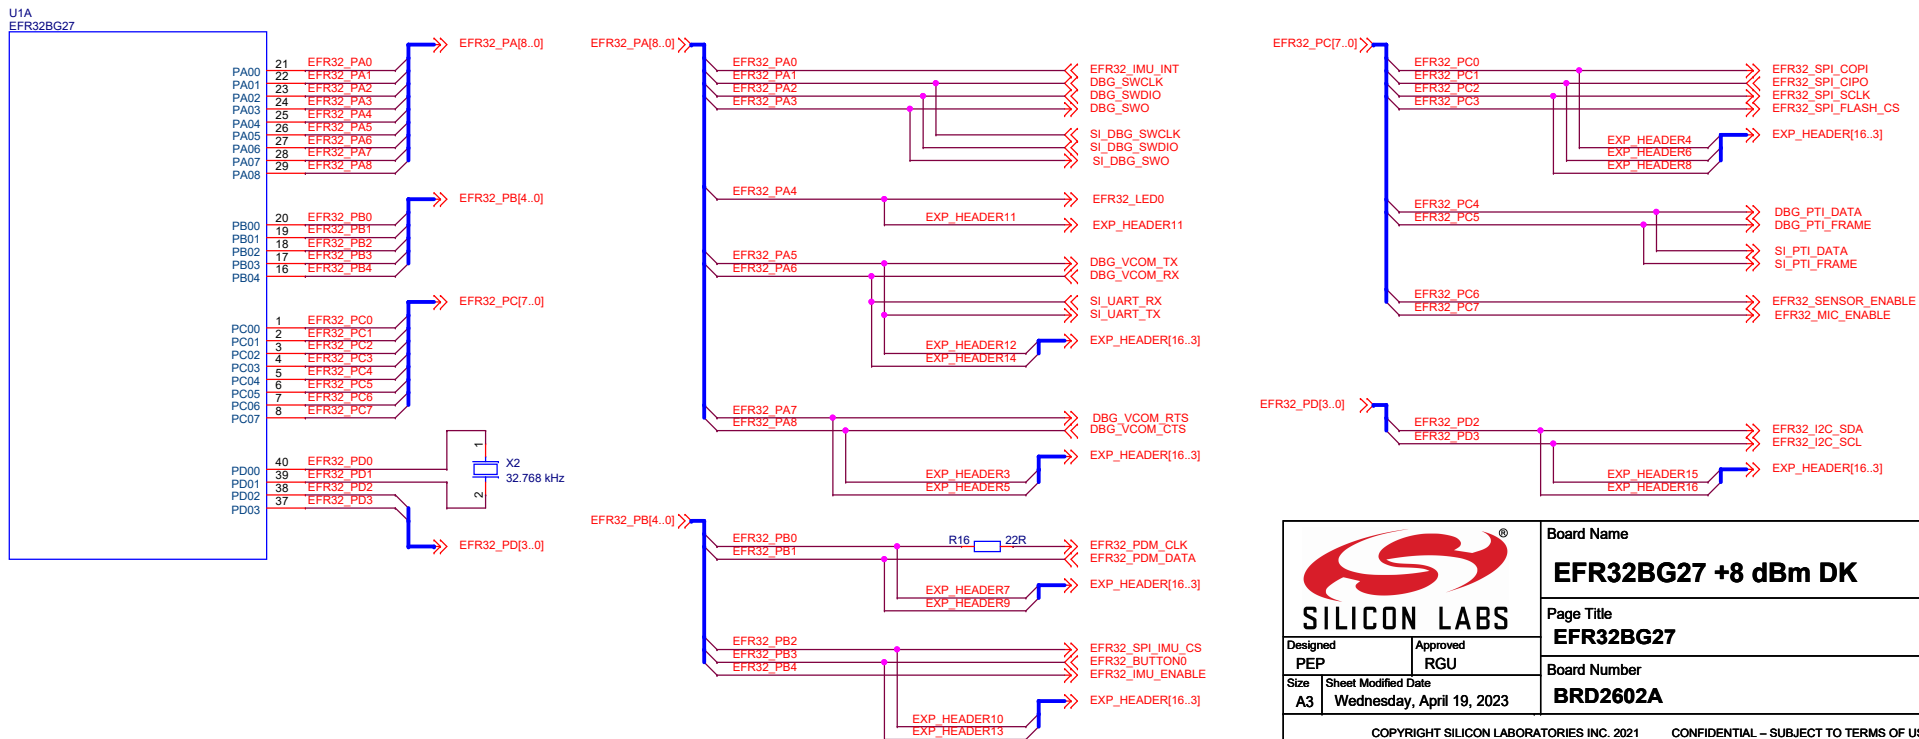 U1A
EFR32BG27
PA00 21 EFR32_PA0
PA01 22 EFR32_PA1
PA02 23 EFR32_PA2
PA03 24 EFR32_PA3
PA04 25 EFR32_PA4
PA05 26 EFR32_PA5
PA06 27 EFR32_PA6
PA07 28 EFR32_PA7
PA08 29 EFR32_PA8
EFR32_PA[8..0]
PB00 20 EFR32_PB0
PB01 19 EFR32_PB1
PB02 18 EFR32_PB2
PB03 17 EFR32_PB3
PB04 16 EFR32_PB4
EFR32_PB[4..0]
PC00 1 EFR32_PC0
PC01 2 EFR32_PC1
PC02 3 EFR32_PC2
PC03 4 EFR32_PC3
PC04 5 EFR32_PC4
PC05 6 EFR32_PC5
PC06 7 EFR32_PC6
PC07 8 EFR32_PC7
EFR32_PC[7..0]
PD00 40 EFR32_PD0
PD01 39 EFR32_PD1
PD02 38 EFR32_PD2
PD03 37 EFR32_PD3
1
2
X2
32.768 kHz
EFR32_PD[3..0]
EFR32_PA[8..0]
EFR32_PA0 EFR32_IMU_INT
EFR32_PA1 DBG_SWCLK
EFR32_PA2 DBG_SWDIO
EFR32_PA3 DBG_SWO
SI_DBG_SWCLK
SI_DBG_SWDIO
SI_DBG_SWO
EFR32_PA4 EFR32_LED0
EXP_HEADER11 EXP_HEADER11
EFR32_PA5 DBG_VCOM_TX
EFR32_PA6 DBG_VCOM_RX
SI_UART_RX
SI_UART_TX
EXP_HEADER[16..3]
EXP_HEADER12
EXP_HEADER14
EFR32_PA7 DBG_VCOM_RTS
EFR32_PA8 DBG_VCOM_CTS
EXP_HEADER[16..3]
EXP_HEADER3
EXP_HEADER5
EFR32_PB[4..0]
EFR32_PB0 R16 22R EFR32_PDM_CLK
EFR32_PB1 EFR32_PDM_DATA
EXP_HEADER[16..3]
EXP_HEADER7
EXP_HEADER9
EFR32_PB2 EFR32_SPI_IMU_CS
EFR32_PB3 EFR32_BUTTON0
EFR32_PB4 EFR32_IMU_ENABLE
EXP_HEADER[16..3]
EXP_HEADER10
EXP_HEADER13
EFR32_PC[7..0]
EFR32_PC0 EFR32_SPI_COPI
EFR32_PC1 EFR32_SPI_CIPO
EFR32_PC2 EFR32_SPI_SCLK
EFR32_PC3 EFR32_SPI_FLASH_CS
EXP_HEADER[16..3]
EXP_HEADER4
EXP_HEADER6
EXP_HEADER8
EFR32_PC4 DBG_PTI_DATA
EFR32_PC5 DBG_PTI_FRAME
SI_PTI_DATA
SI_PTI_FRAME
EFR32_PC6 EFR32_SENSOR_ENABLE
EFR32_PC7 EFR32_MIC_ENABLE
EFR32_PD[3..0]
EFR32_PD2 EFR32_I2C_SDA
EFR32_PD3 EFR32_I2C_SCL
EXP_HEADER[16..3]
EXP_HEADER15
EXP_HEADER16
®
SILICON LABS
Designed
PEP
Approved
RGU
Size
A3
Sheet Modified Date
Wednesday, April 19, 2023
Board Name
EFR32BG27 +8 dBm DK
Page Title
EFR32BG27
Board Number
BRD2602A
COPYRIGHT SILICON LABORATORIES INC. 2021 CONFIDENTIAL – SUBJECT TO TERMS OF